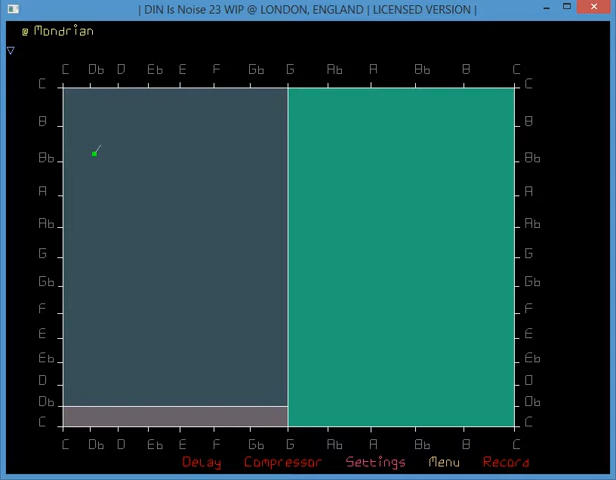 | DIN Is Noise 23 WIP @ LONDON, ENGLAND | LICENSED VERSION |
@ Mondrian
C Db D Eb E F Gb G Ab A Bb B C
C C
B B
Bb Bb
A A
Ab Ab
G G
Gb Gb
F F
E E
Eb Eb
D D
Db Db
C C
C Db D Eb E F Gb G Ab A Bb B C
Delay Compressor Settings Menu Record